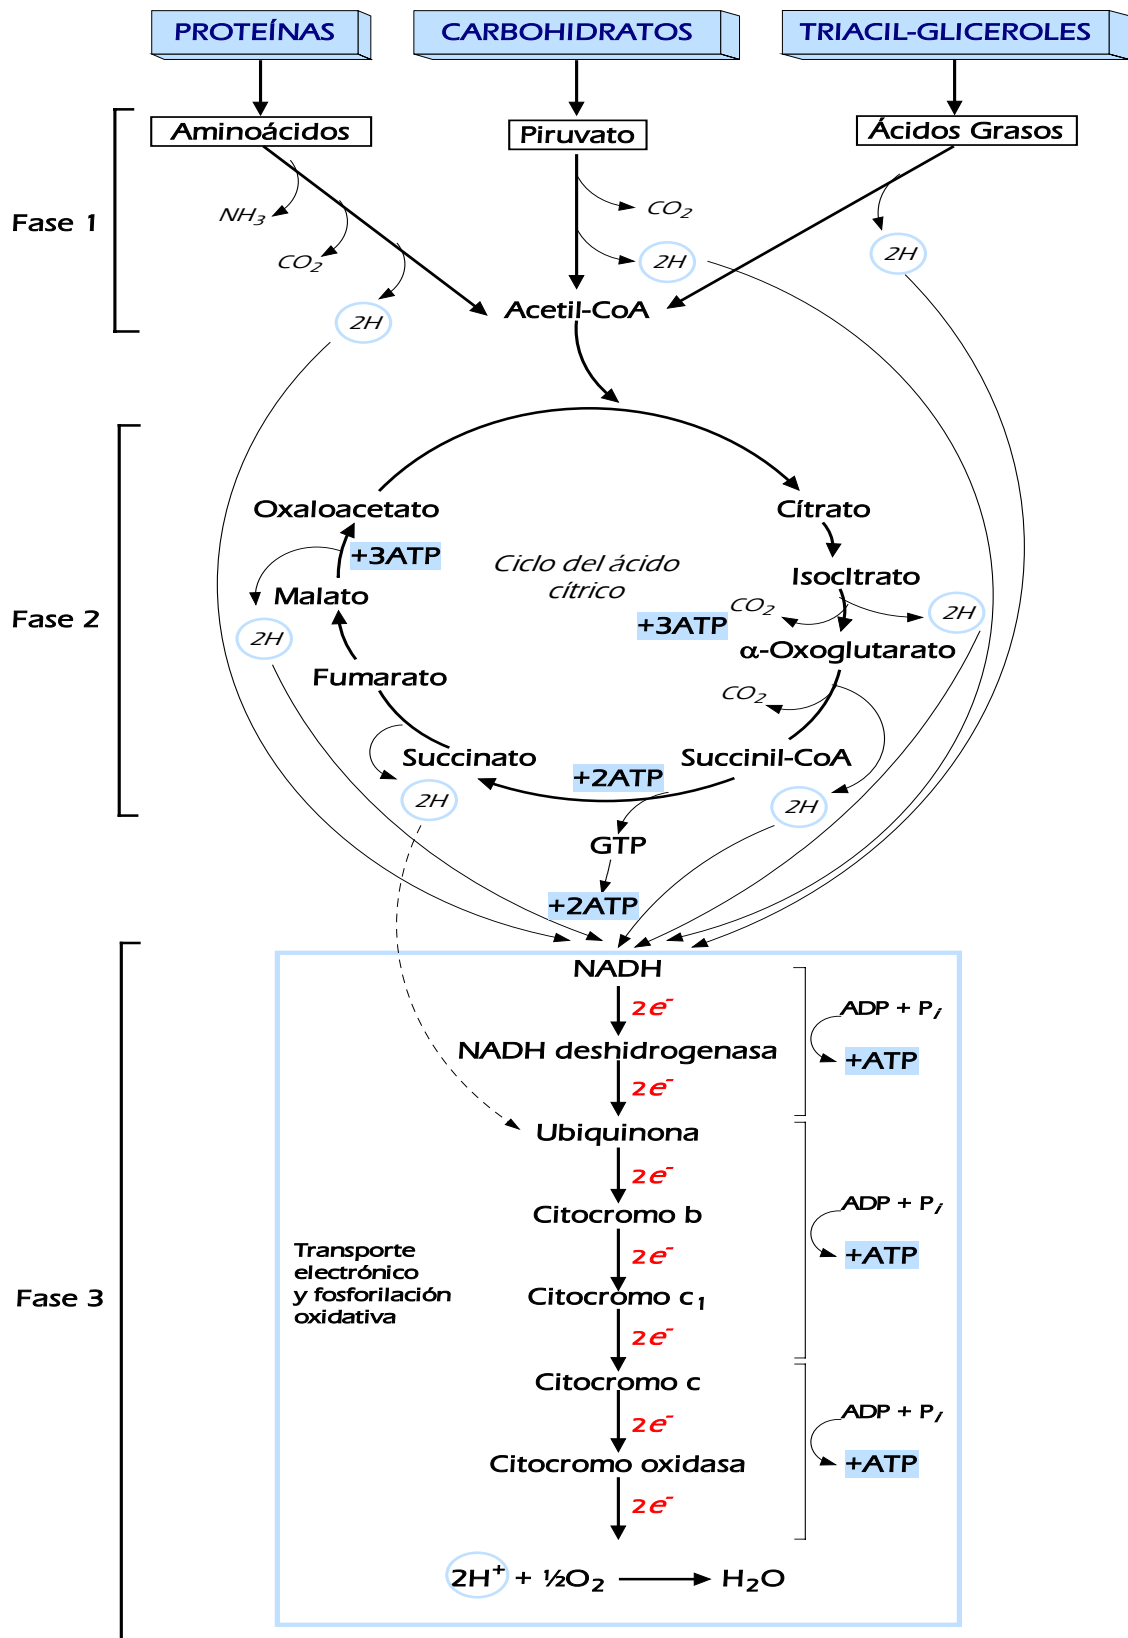 PROTEÍNAS
CARBOHIDRATOS
TRIACIL-GLICEROLES
Aminoácidos
Piruvato
Ácidos Grasos
Fase 1
NH3
CO2
CO2
2H
2H
2H
Acetil-CoA
Fase 2
Oxaloacetato
Cítrato
+3ATP
Ciclo del ácido
cítrico
Isocltrato
Malato
CO2
2H
+3ATP
2H
α-Oxoglutarato
Fumarato
CO2
Succinato
Succinil-CoA
+2ATP
2H
2H
GTP
+2ATP
Fase 3
NADH
2e-
ADP + Pi
NADH deshidrogenasa
+ATP
2e-
Ubiquinona
2e-
ADP + Pi
Citocromo b
2e-
+ATP
Transporte
electrónico
y fosforilación
oxidativa
Citocromo c1
2e-
Citocromo c
2e-
ADP + Pi
Citocromo oxidasa
+ATP
2e-
2H+ + ½O2 H2O